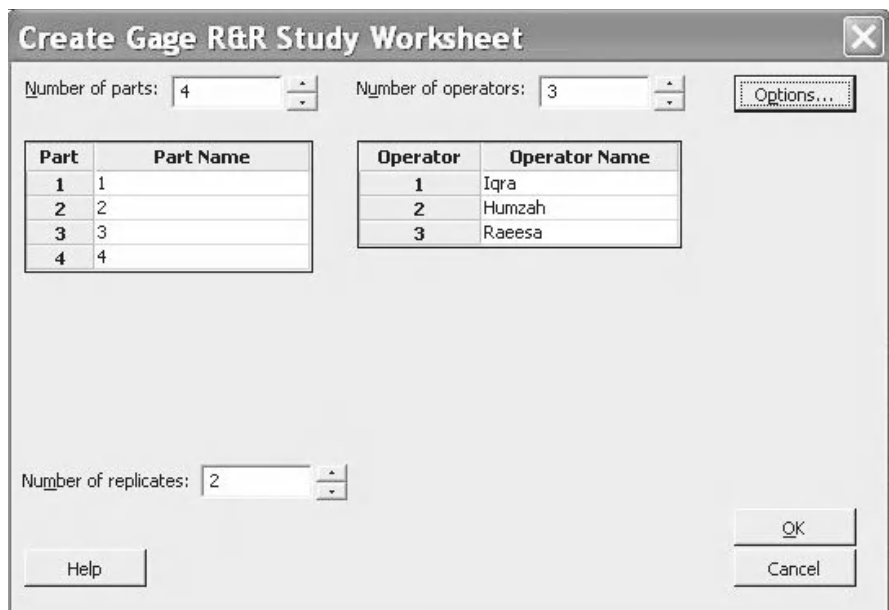 Create Gage R&R Study Worksheet
Number of parts: 4 Number of operators: 3 Options...
Part Part Name Operator Operator Name
1 1 1 Iqra
2 2 2 Humzah
3 3 3 Raeesa
4 4
Number of replicates: 2
OK
Help Cancel